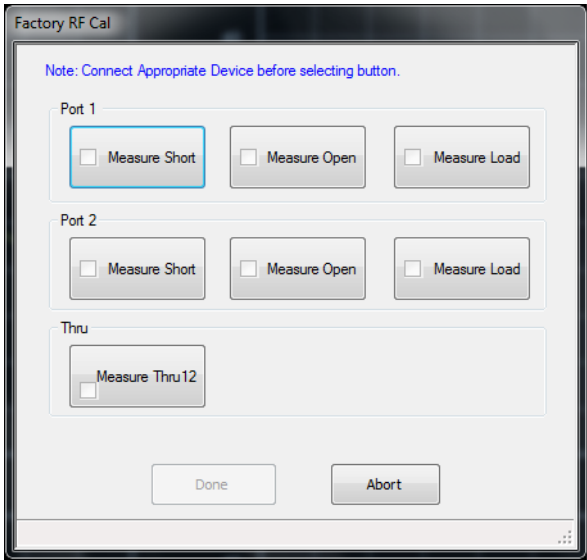 Factory RF Cal
Note: Connect Appropriate Device before selecting button.
Port 1
Measure Short
Measure Open
Measure Load
Port 2
Measure Short
Measure Open
Measure Load
Thru
Measure Thru12
Done
Abort